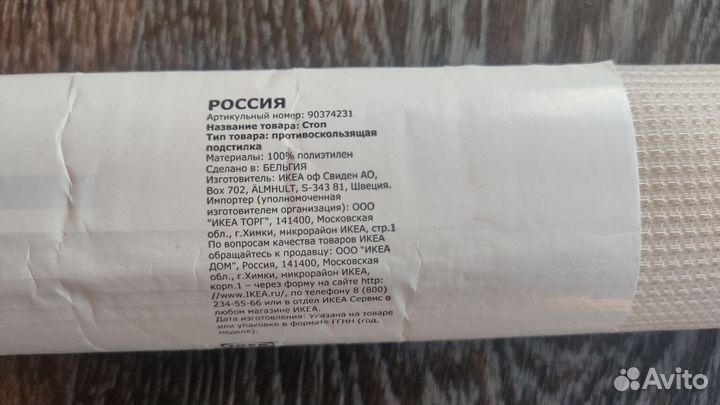 РОССИЯ
Артикульный номер: 90374231
Название товара: Стоп
Тип товара: противоскользящая
подстилка
Материалы: 100% полиэтилен
Сделано в: БЕЛЬГИЯ
Изготовитель: ИКЕА оф Свиден АО,
Box 702, ÄLMHULT, S-343 81, Швеция.
Импортер (уполномоченная
изготовителем организация): ООО
"ИКЕА ТОРГ", 141400, Московская
обл., г.Химки, микрорайон ИКЕА, стр.1
По вопросам качества товаров ИКЕА
обращайтесь к продавцу: ООО "ИКЕА
ДОМ", Россия, 141400, Московская
обл., г.Химки, микрорайон ИКЕА,
корп.1 – через форму на сайте http:
//www.IKEA.ru/, по телефону 8 (800)
234-55-66 или в отдел ИКЕА Сервис в
любом магазине ИКЕА.
Дата изготовления: Указана на товаре
или упаковке в формате ГГНН (год,
неделя).
Avito